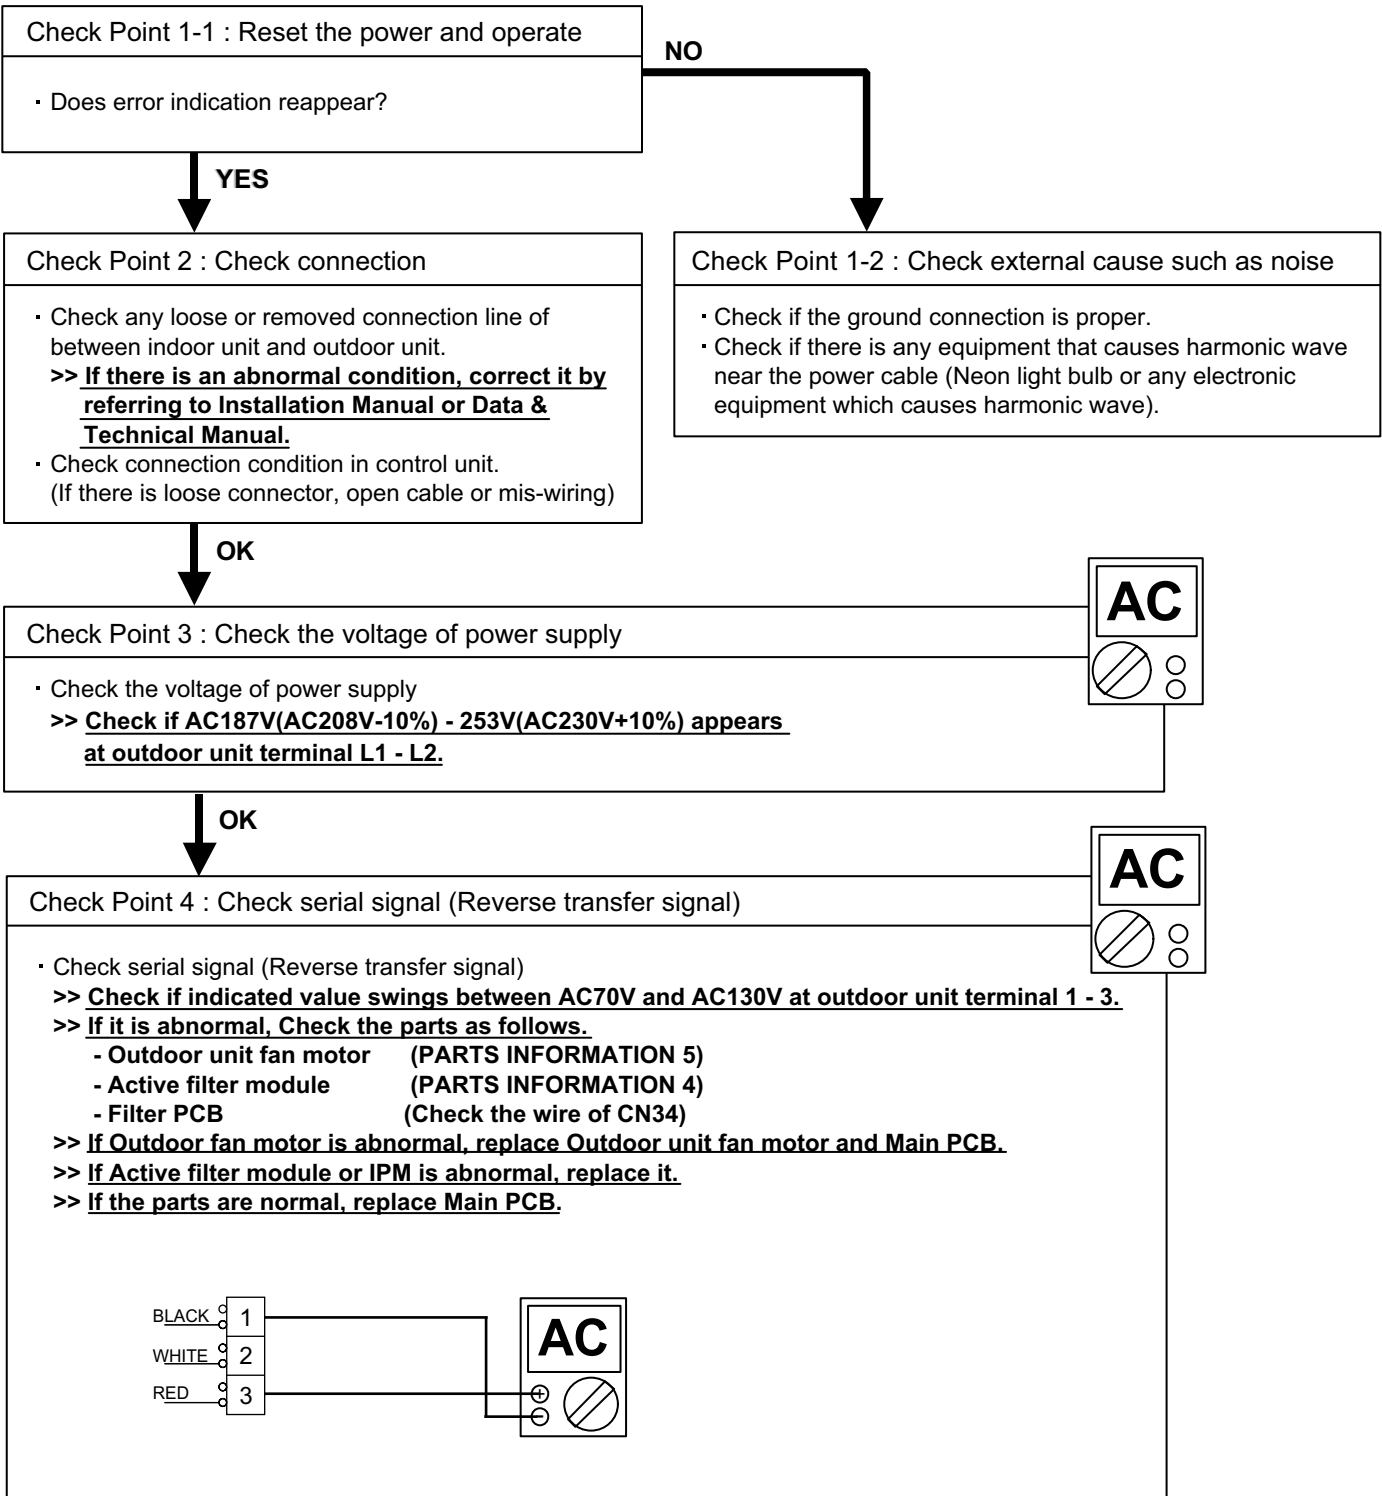 Check Point 1-1 : Reset the power and operate
· Does error indication reappear?
NO
YES
Check Point 2 : Check connection
· Check any loose or removed connection line of
between indoor unit and outdoor unit.
>> If there is an abnormal condition, correct it by
referring to Installation Manual or Data &
Technical Manual.
· Check connection condition in control unit.
(If there is loose connector, open cable or mis-wiring)
Check Point 1-2 : Check external cause such as noise
· Check if the ground connection is proper.
· Check if there is any equipment that causes harmonic wave
near the power cable (Neon light bulb or any electronic
equipment which causes harmonic wave).
OK
AC
Check Point 3 : Check the voltage of power supply
· Check the voltage of power supply
>> Check if AC187V(AC208V-10%) - 253V(AC230V+10%) appears
at outdoor unit terminal L1 - L2.
OK
AC
Check Point 4 : Check serial signal (Reverse transfer signal)
· Check serial signal (Reverse transfer signal)
>> Check if indicated value swings between AC70V and AC130V at outdoor unit terminal 1 - 3.
>> If it is abnormal, Check the parts as follows.
- Outdoor unit fan motor (PARTS INFORMATION 5)
- Active filter module (PARTS INFORMATION 4)
- Filter PCB (Check the wire of CN34)
>> If Outdoor fan motor is abnormal, replace Outdoor unit fan motor and Main PCB.
>> If Active filter module or IPM is abnormal, replace it.
>> If the parts are normal, replace Main PCB.
BLACK 1
WHITE 2
RED 3
AC